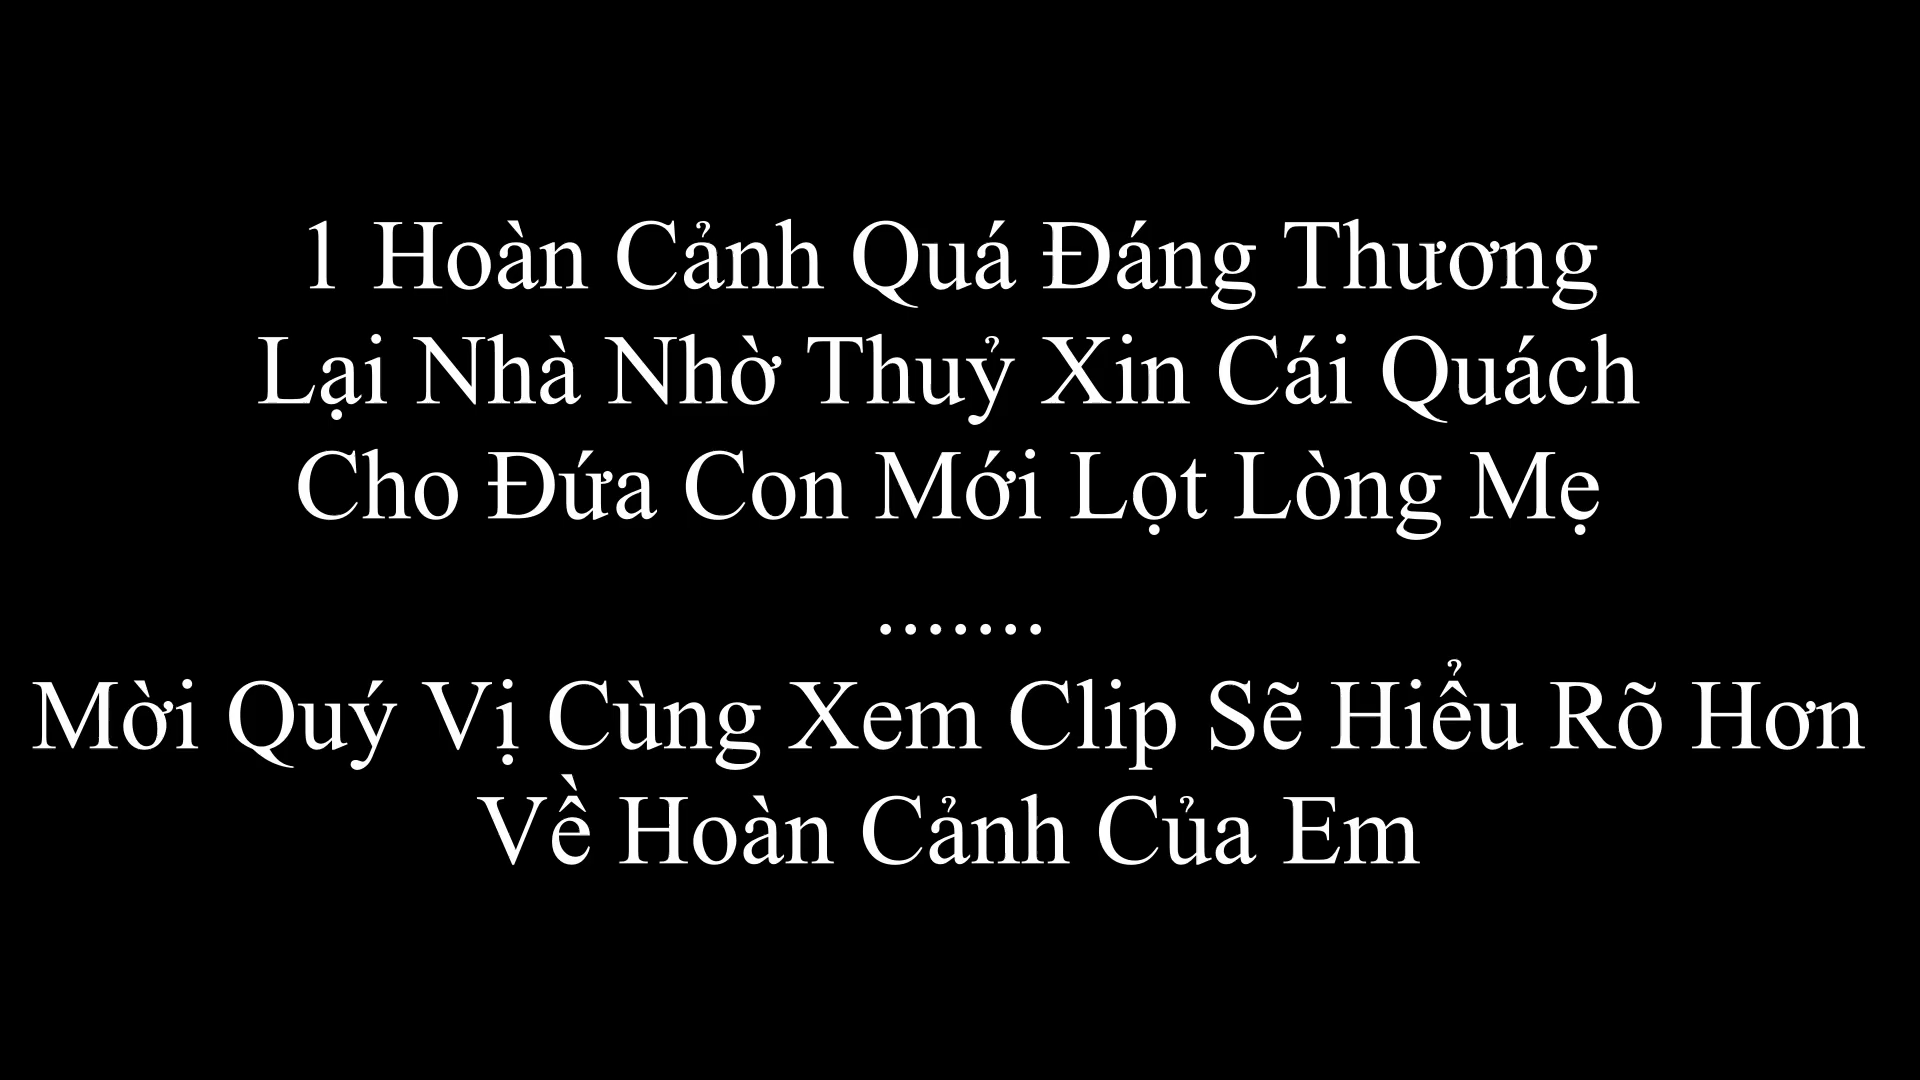 1 Hoàn Cảnh Quá Đáng Thương
Lại Nhà Nhờ Thuỷ Xin Cái Quách
Cho Đứa Con Mới Lọt Lòng Mẹ
.......
Mời Quý Vị Cùng Xem Clip Sẽ Hiểu Rõ Hơn
Về Hoàn Cảnh Của Em